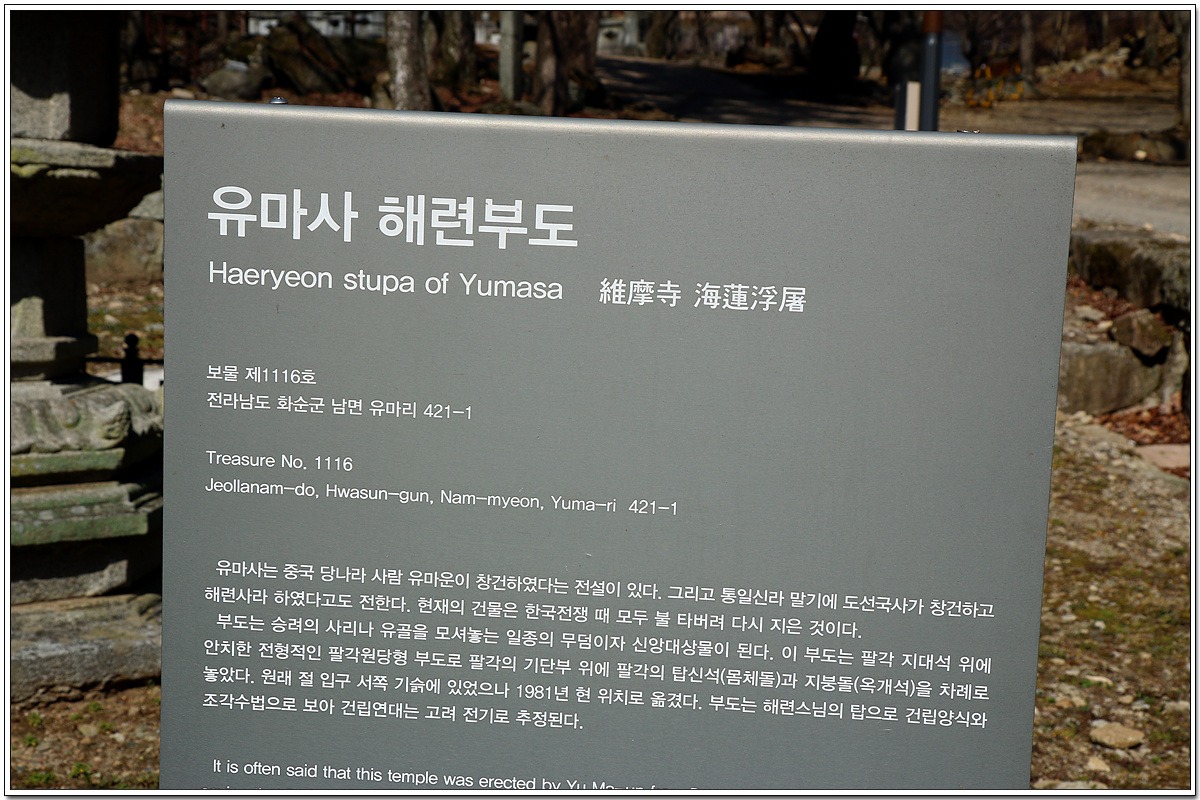 유마사 해련부도
Haeryeon stupa of Yumasa 維摩寺 海蓮浮屠
보물 제1116호
전라남도 화순군 남면 유마리 421-1
Treasure No. 1116
Jeollanam-do, Hwasun-gun, Nam-myeon, Yuma-ri 421-1
유마사는 중국 당나라 사람 유마운이 창건하였다는 전설이 있다. 그리고 통일신라 말기에 도선국사가 창건하고
해련사라 하였다고도 전한다. 현재의 건물은 한국전쟁 때 모두 불 타버려 다시 지은 것이다.
부도는 승려의 사리나 유골을 모셔놓는 일종의 무덤이자 신앙대상물이 된다. 이 부도는 팔각 지대석 위에
안치한 전형적인 팔각원당형 부도로 팔각의 기단부 위에 팔각의 탑신석(몸체돌)과 지붕돌(옥개석)을 차례로
놓았다. 원래 절 입구 서쪽 기슭에 있었으나 1981년 현 위치로 옮겼다. 부도는 해련스님의 탑으로 건립양식와
조각수법으로 보아 건립연대는 고려 전기로 추정된다.
It is often said that this temple was erected by Yu